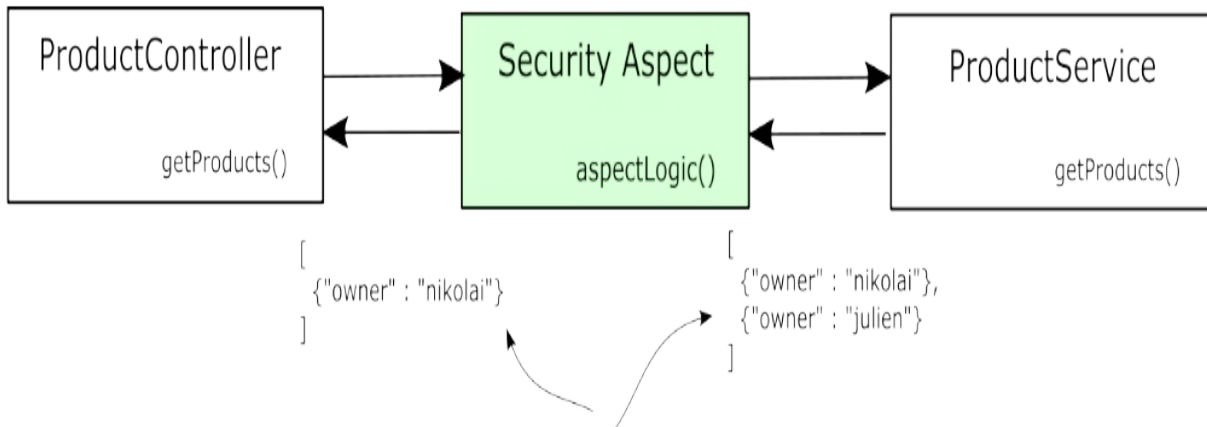 ProductController
getProducts()
Security Aspect
aspectLogic()
ProductService
getProducts()
[
{"owner" : "nikolai"}
]
[
{"owner" : "nikolai"},
{"owner" : "julien"}
]